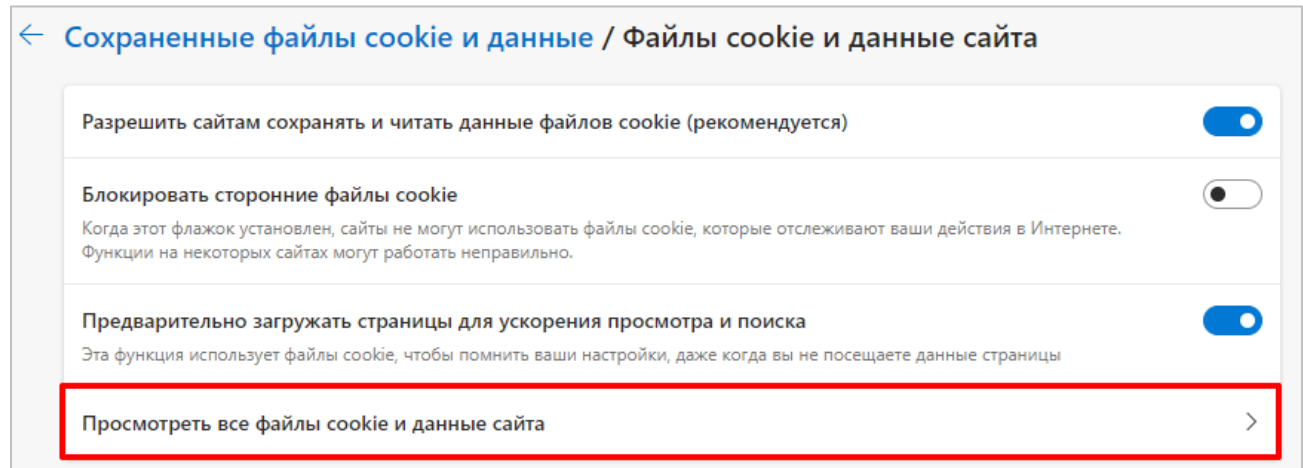 Сохраненные файлы cookie и данные / Файлы cookie и данные сайта
Разрешить сайтам сохранять и читать данные файлов cookie (рекомендуется)
Блокировать сторонние файлы cookie
Когда этот флажок установлен, сайты не могут использовать файлы cookie, которые отслеживают ваши действия в Интернете.
Функции на некоторых сайтах могут работать неправильно.
Предварительно загружать страницы для ускорения просмотра и поиска
Эта функция использует файлы cookie, чтобы помнить ваши настройки, даже когда вы не посещаете данные страницы
Просмотреть все файлы cookie и данные сайта